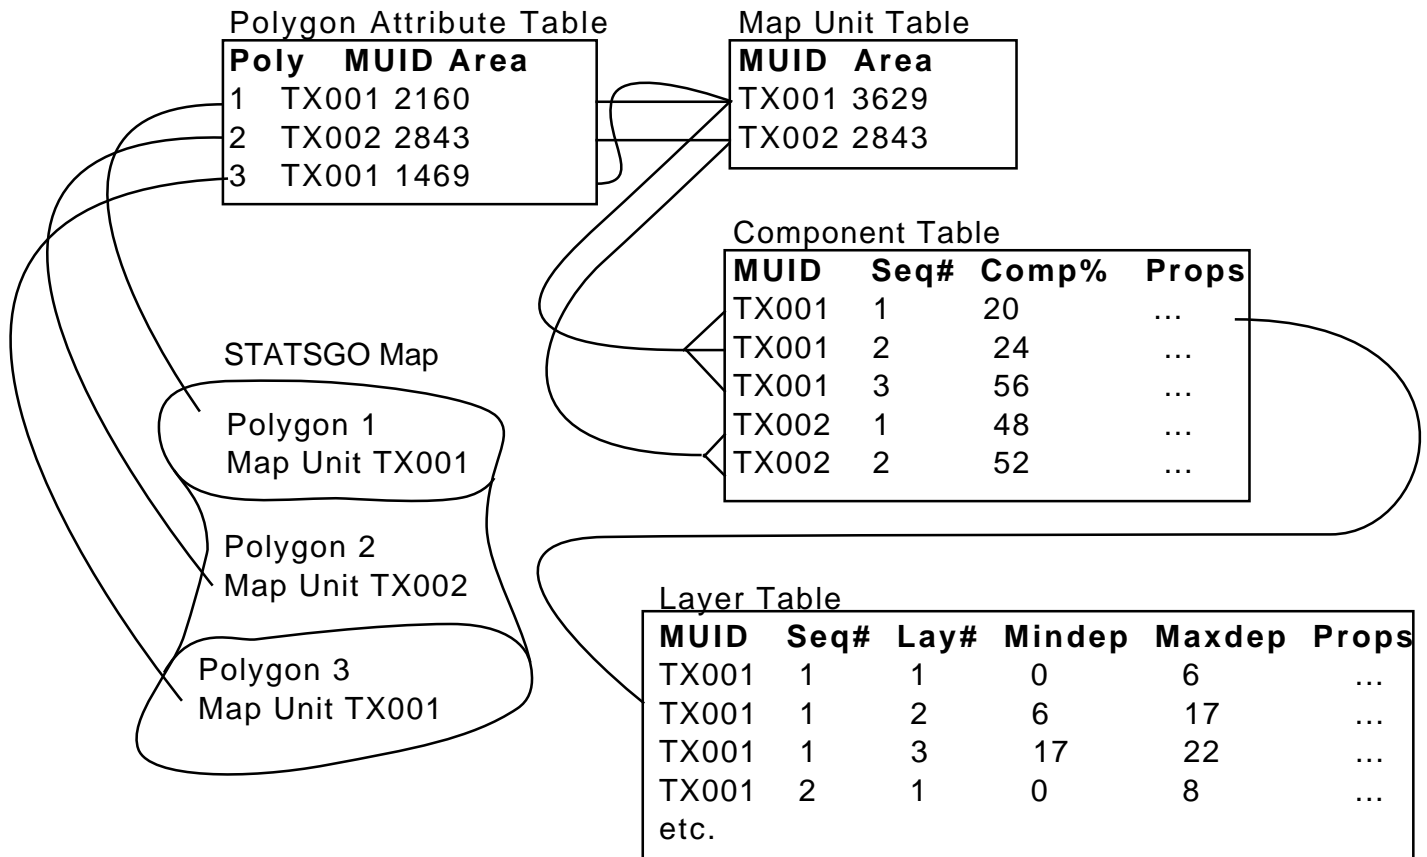 Polygon Attribute Table
Poly MUID Area
1 TX001 2160
2 TX002 2843
3 TX001 1469
Map Unit Table
MUID Area
TX001 3629
TX002 2843
Component Table
MUID Seq# Comp% Props
TX001 1 20 ...
TX001 2 24 ...
TX001 3 56 ...
TX002 1 48 ...
TX002 2 52 ...
STATSGO Map
Polygon 1
Map Unit TX001
Polygon 2
Map Unit TX002
Polygon 3
Map Unit TX001
Layer Table
MUID Seq# Lay# Mindep Maxdep Props
TX001 1 1 0 6 ...
TX001 1 2 6 17 ...
TX001 1 3 17 22 ...
TX001 2 1 0 8 ...
etc.